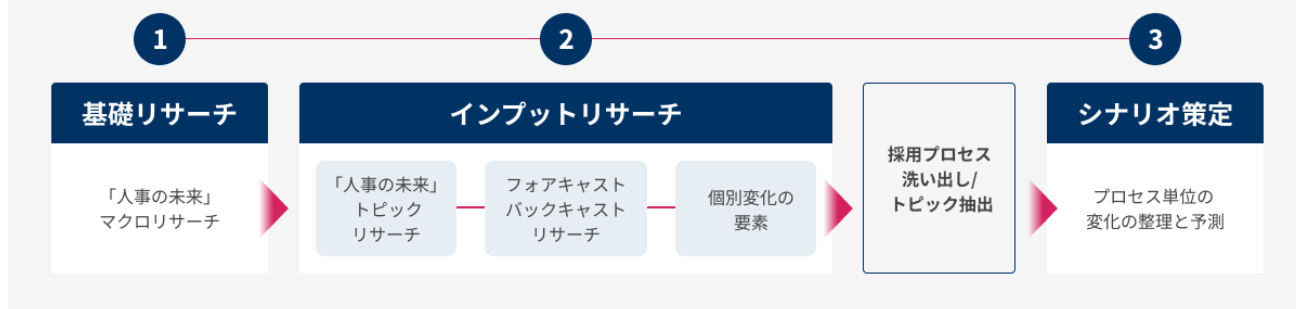 1
2
3
基礎リサーチ
「人事の未来」
マクロリサーチ
インプットリサーチ
「人事の未来」
トピック
リサーチ
フォアキャスト
バックキャスト
リサーチ
個別変化の
要素
採用プロセス
洗い出し/
トピック抽出
シナリオ策定
プロセス単位の
変化の整理と予測